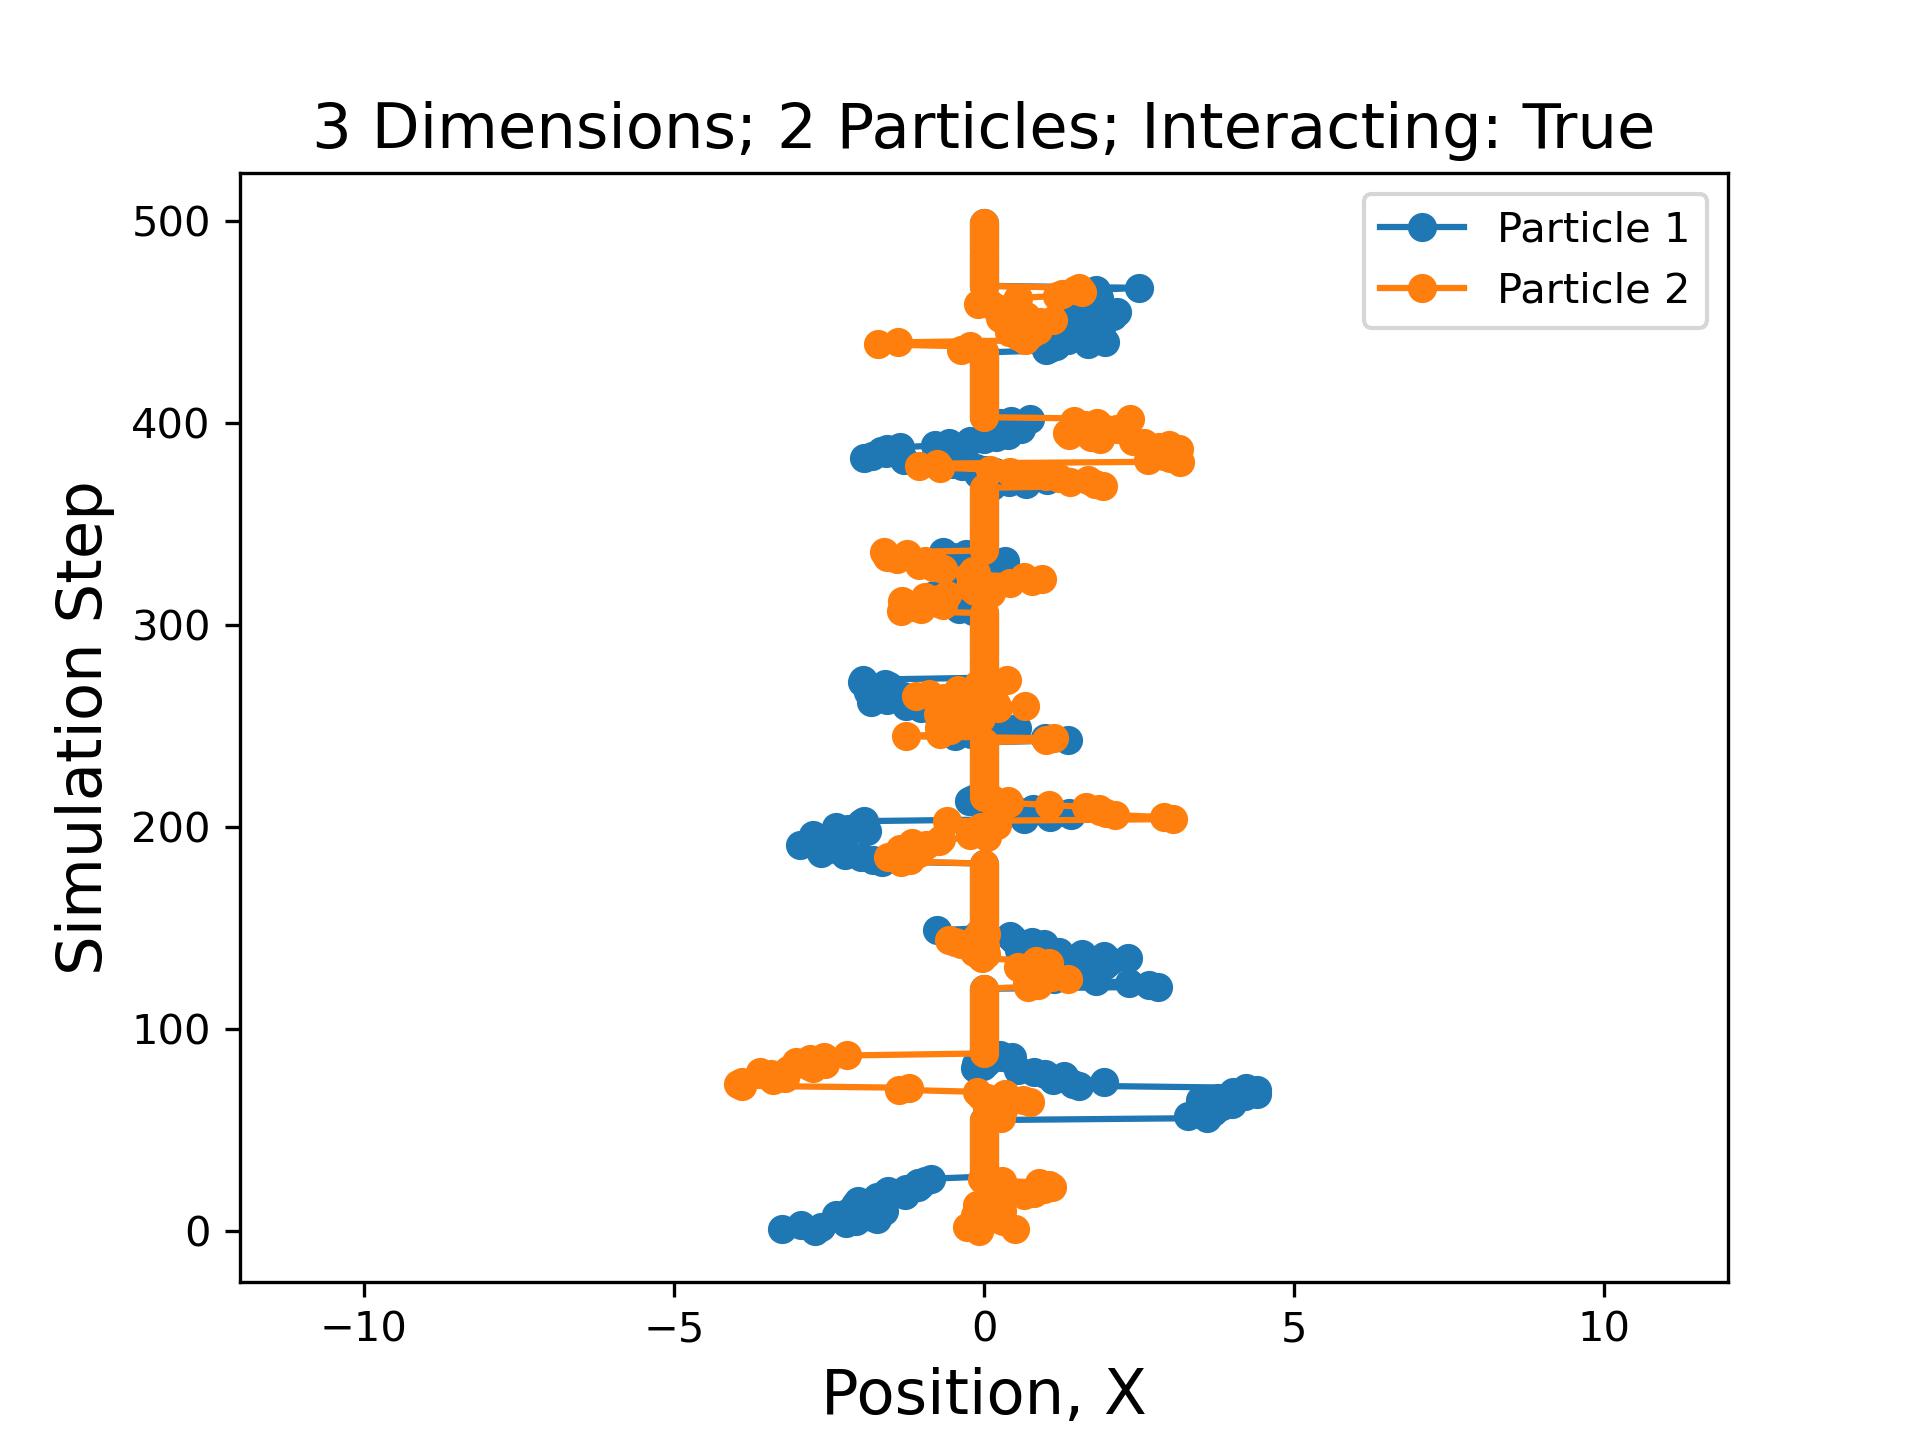 3 Dimensions; 2 Particles; Interacting: True
Particle 1
Particle 2
500
400
300
200
100
0
Simulation Step
−10
−5
0
5
10
Position, X